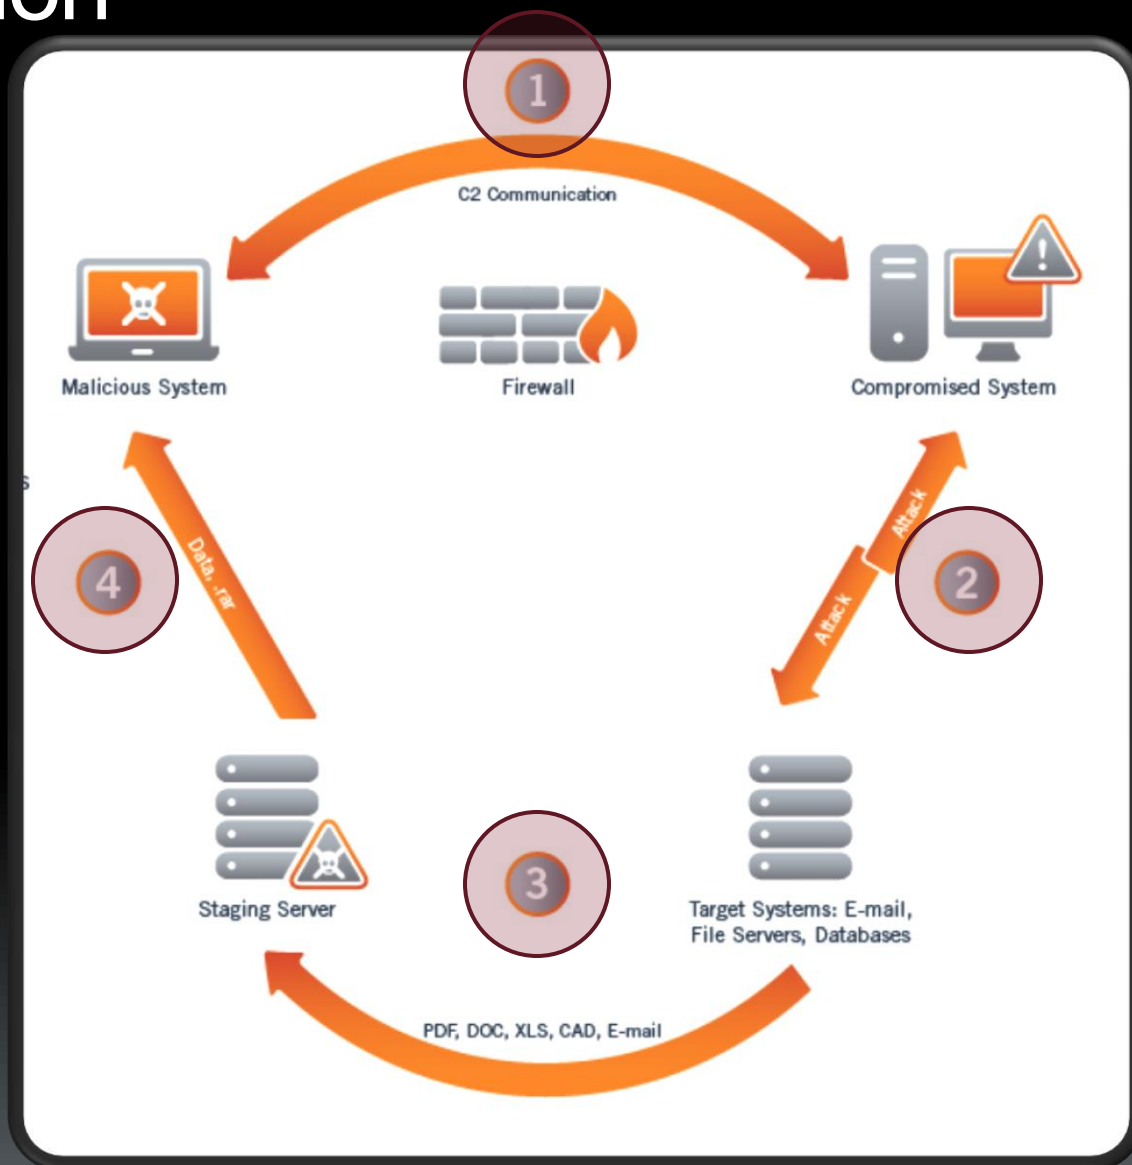 1
C2 Communication
Malicious System
Firewall
Compromised System
Attack
Attack
2
4
Data, .rar
3
Staging Server
Target Systems: E-mail,
File Servers, Databases
PDF, DOC, XLS, CAD, E-mail